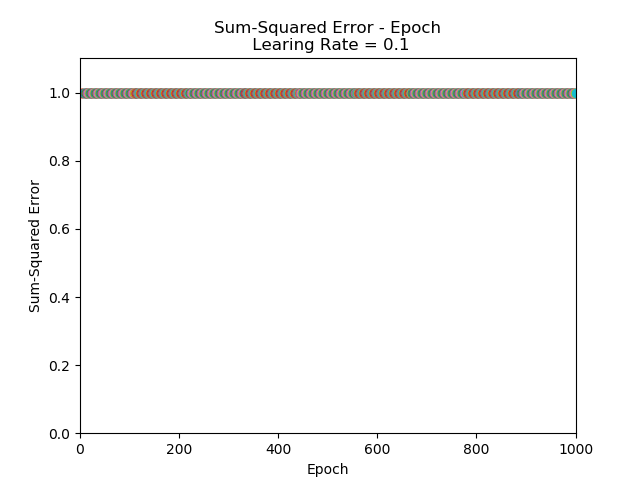 Sum-Squared Error - Epoch
Learing Rate = 0.1
1.0
0.8
0.6
0.4
0.2
0.0
Sum-Squared Error
0 200 400 600 800 1000
Epoch